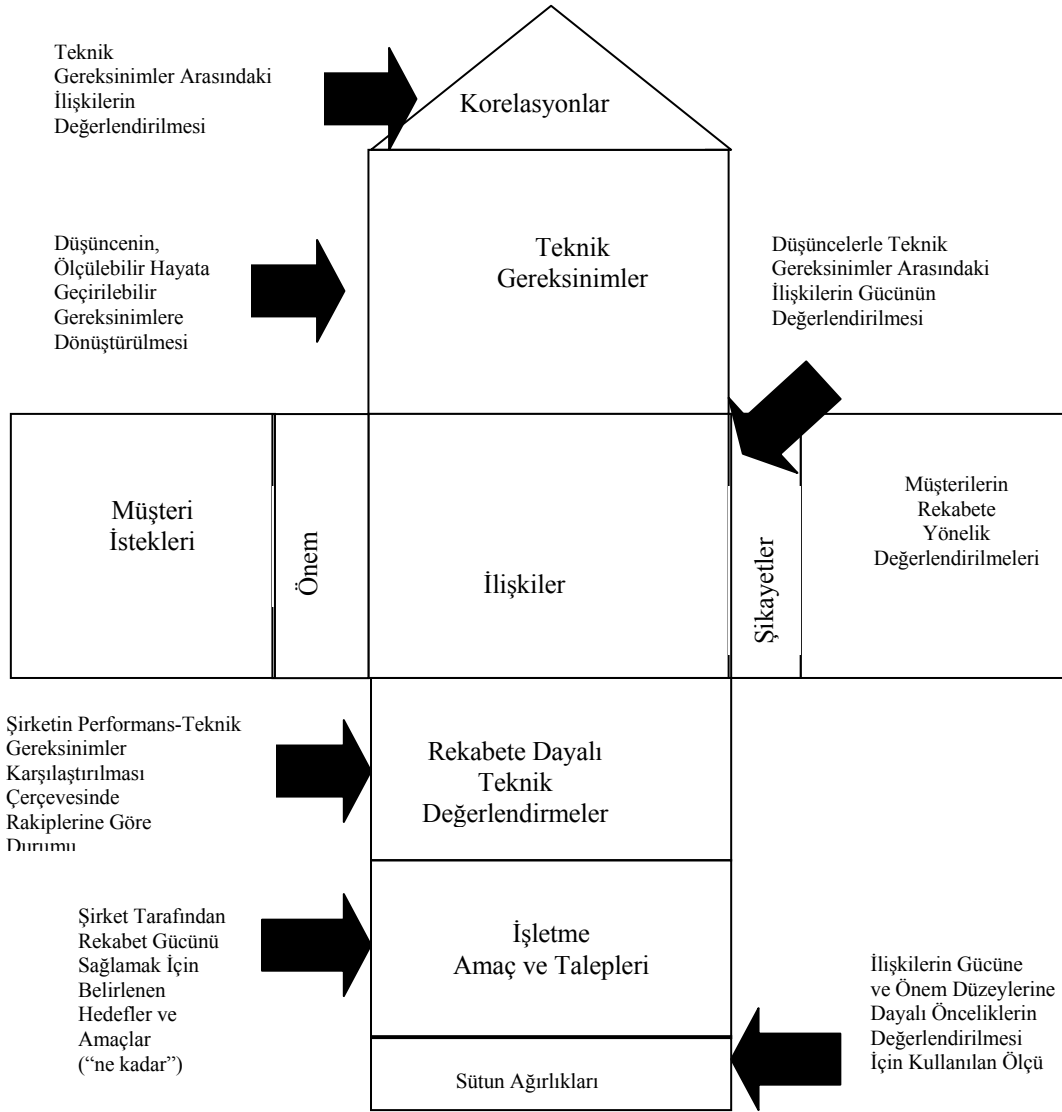 Teknik
Gereksinimler Arasındaki
İlişkilerin
Değerlendirilmesi
Korelasyonlar
Düşüncenin,
Ölçülebilir Hayata
Geçirilebilir
Gereksinimlere
Dönüştürülmesi
Teknik
Gereksinimler
Düşüncelerle Teknik
Gereksinimler Arasındaki
İlişkilerin Gücünün
Değerlendirilmesi
Müşteri
İstekleri
Önem
İlişkiler
Şikayetler
Müşterilerin
Rekabete
Yönelik
Değerlendirilmeleri
Şirketin Performans-Teknik
Gereksinimler
Karşılaştırılması
Çerçevesinde
Rakiplerine Göre
Durumu
Rekabete Dayalı
Teknik
Değerlendirmeler
Şirket Tarafından
Rekabet Gücünü
Sağlamak İçin
Belirlenen
Hedefler ve
Amaçlar
(“ne kadar”)
İşletme
Amaç ve Talepleri
İlişkilerin Gücüne
ve Önem Düzeylerine
Dayalı Önceliklerin
Değerlendirilmesi
İçin Kullanılan Ölçü
Sütun Ağırlıkları